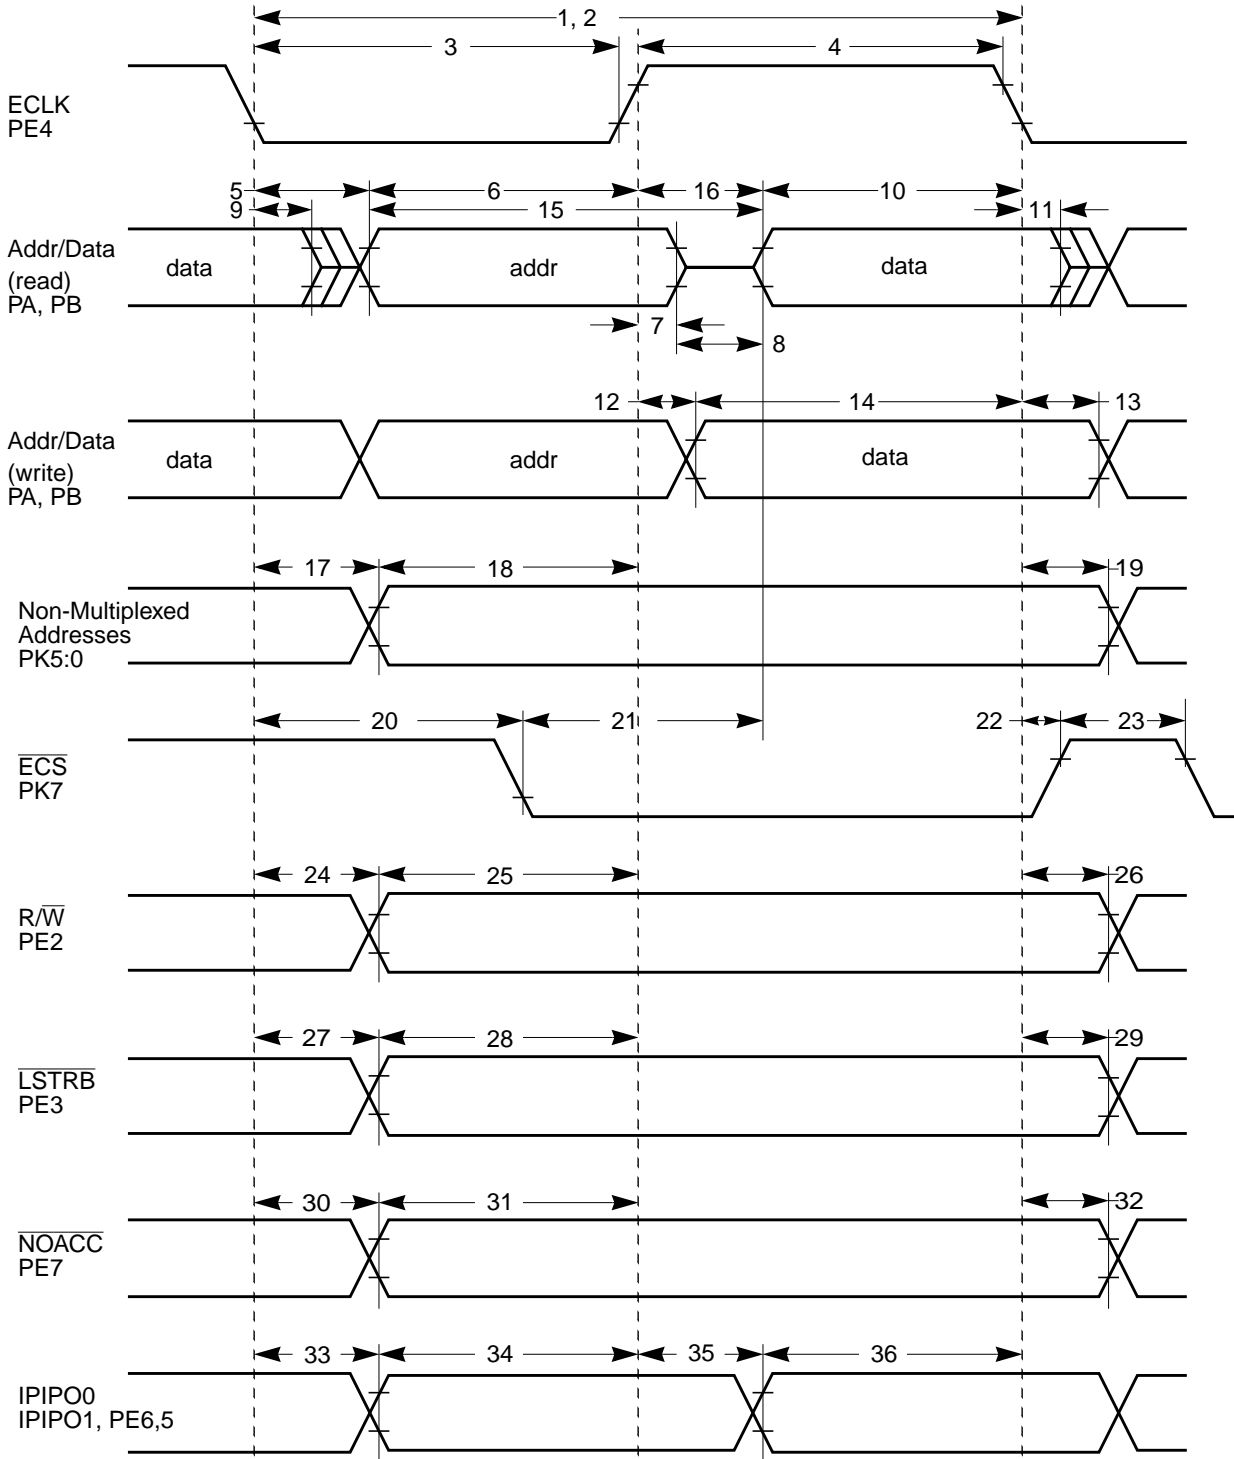 1, 2
3
4
ECLK
PE4
5
6
16
10
9
15
11
Addr/Data
(read)
PA, PB
data
addr
data
7
8
12
14
13
Addr/Data
(write)
PA, PB
data
addr
data
17
18
19
Non-Multiplexed
Addresses
PK5:0
20
21
22
23
ECS
PK7
24
25
26
R/W
PE2
27
28
29
LSTRB
PE3
30
31
32
NOACC
PE7
33
34
35
36
IPIPO0
IPIPO1, PE6,5